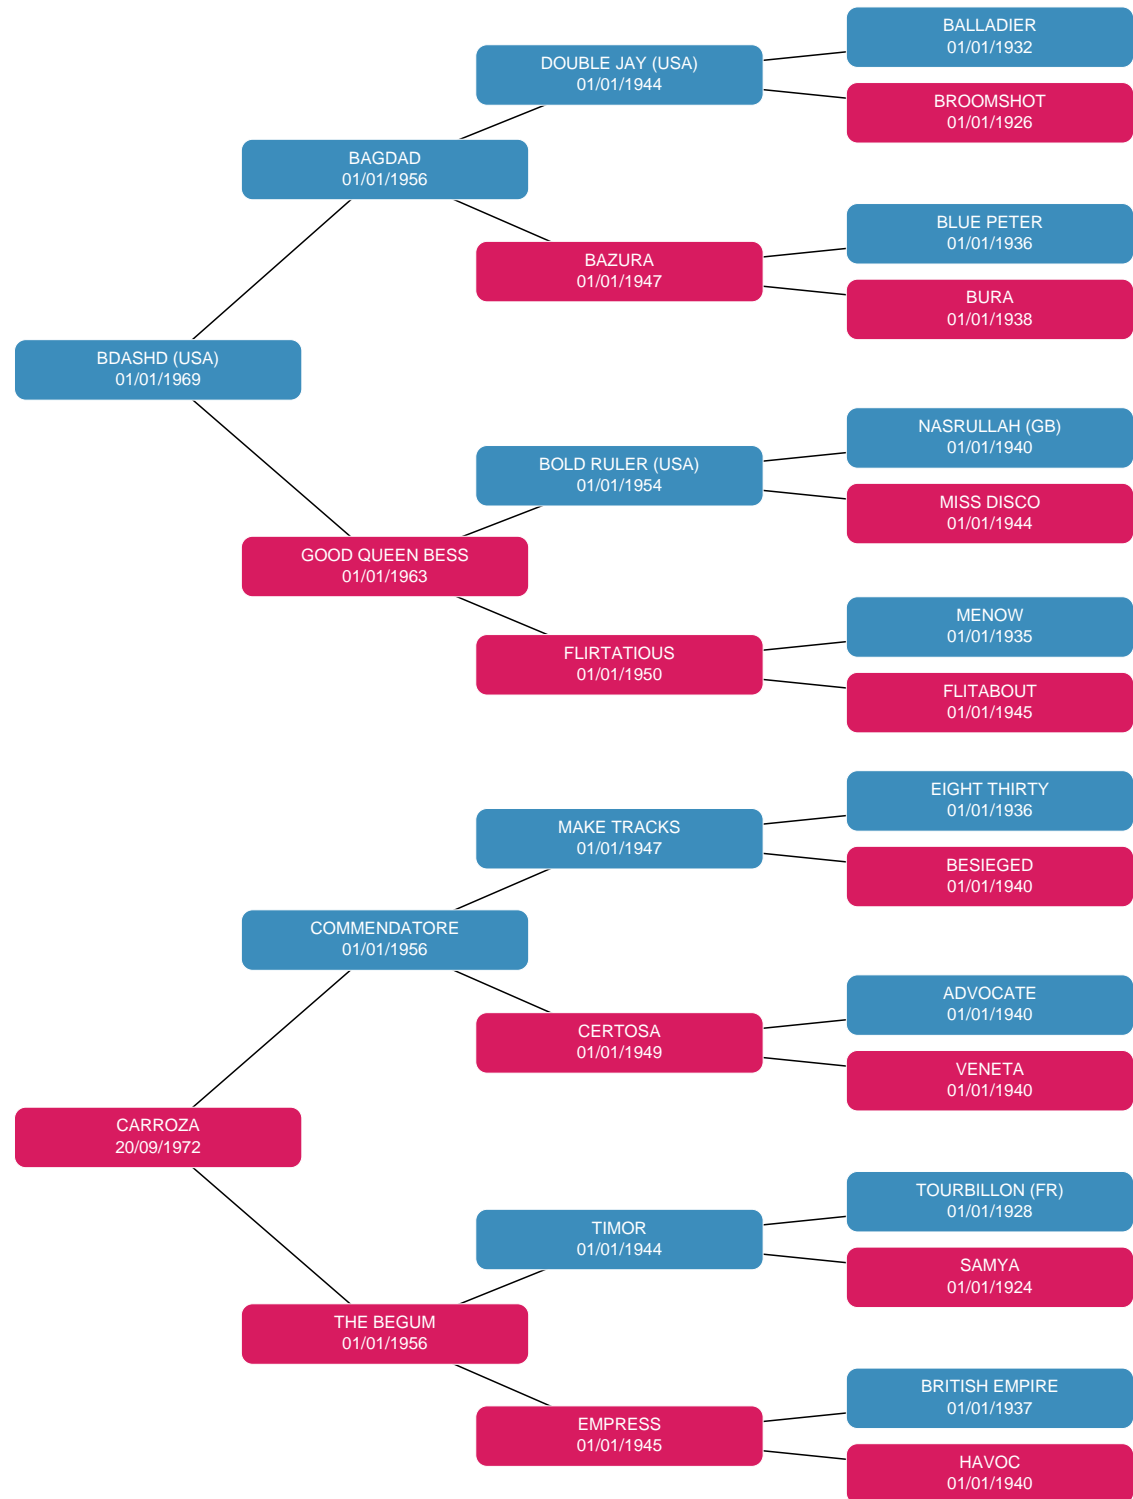 BALLADIER
01/01/1932
DOUBLE JAY (USA)
01/01/1944
BROOMSHOT
01/01/1926
BAGDAD
01/01/1956
BLUE PETER
01/01/1936
BAZURA
01/01/1947
BURA
01/01/1938
BDASHD (USA)
01/01/1969
NASRULLAH (GB)
01/01/1940
BOLD RULER (USA)
01/01/1954
MISS DISCO
01/01/1944
GOOD QUEEN BESS
01/01/1963
MENOW
01/01/1935
FLIRTATIOUS
01/01/1950
FLITABOUT
01/01/1945
EIGHT THIRTY
01/01/1936
MAKE TRACKS
01/01/1947
BESIEGED
01/01/1940
COMMENDATORE
01/01/1956
ADVOCATE
01/01/1940
CERTOSA
01/01/1949
VENETA
01/01/1940
CARROZA
20/09/1972
TOURBILLON (FR)
01/01/1928
TIMOR
01/01/1944
SAMYA
01/01/1924
THE BEGUM
01/01/1956
BRITISH EMPIRE
01/01/1937
EMPRESS
01/01/1945
HAVOC
01/01/1940